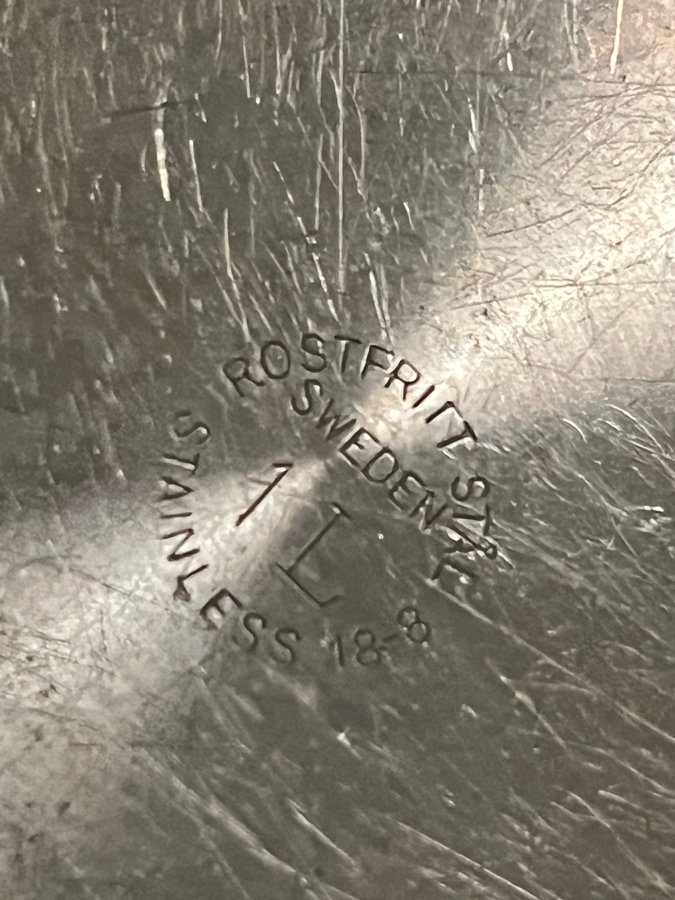 ROSTFRITT STÅL
SWEDEN
1 L
STAINLESS 18-8